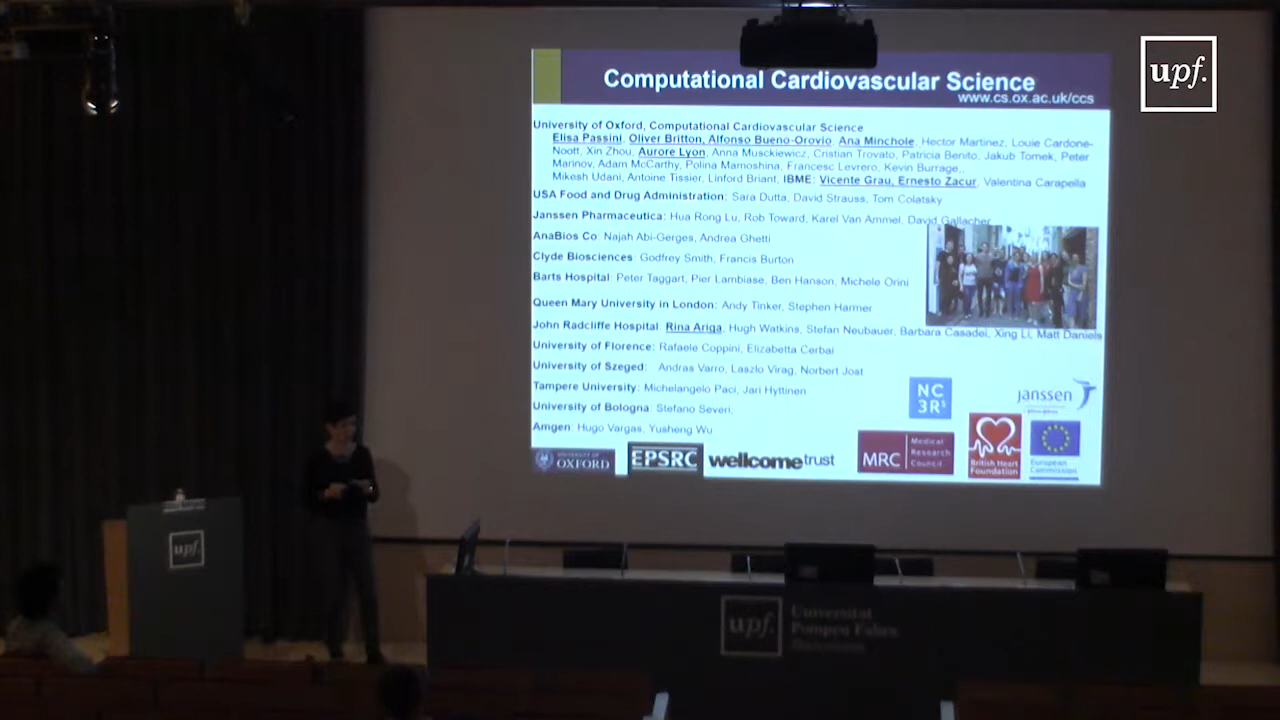 Computational Cardiovascular Science
www.cs.ox.ac.uk/ccs
upf.
University of Oxford, Computational Cardiovascular Science
Elisa Passini, Oliver Britton, Alfonso Bueno-Orovio, Ana Minchole, Hector Martinez, Louie Cardone-
Noott, Xin Zhou, Aurore Lyon, Anna Musckiewicz, Cristian Trovato, Patricia Benito, Jakub Tomek, Peter
Marinov, Adam McCarthy, Polina Mamoshina, Francesc Levrero, Kevin Burrage,,
Mikesh Udani, Antoine Tissier, Linford Briant, IBME: Vicente Grau, Ernesto Zacur, Valentina Carapella
USA Food and Drug Administration: Sara Dutta, David Strauss, Tom Colatsky
Janssen Pharmaceutica: Hua Rong Lu, Rob Toward, Karel Van Ammel, David Gallacher
AnaBios Co: Najah Abi-Gerges, Andrea Ghetti
Clyde Biosciences: Godfrey Smith, Francis Burton
Barts Hospital: Peter Taggart, Pier Lambiase, Ben Hanson, Michele Orini
Queen Mary University in London: Andy Tinker, Stephen Harmer
John Radcliffe Hospital: Rina Ariga, Hugh Watkins, Stefan Neubauer, Barbara Casadei, Xing Li, Matt Daniels
University of Florence: Rafaele Coppini, Elizabetta Cerbai
University of Szeged: Andras Varro, Laszlo Virag, Norbert Jost
Tampere University: Michelangelo Paci, Jari Hyttinen
University of Bologna: Stefano Severi,
Amgen: Hugo Vargas, Yusheng Wu
NC
3Rs
janssen
UNIVERSITY OF
OXFORD
EPSRC
wellcometrust
MRC
Medical
Research
Council
British Heart
Foundation
European
Commission
upf.
upf.
Universitat
Pompeu Fabra
Barcelona